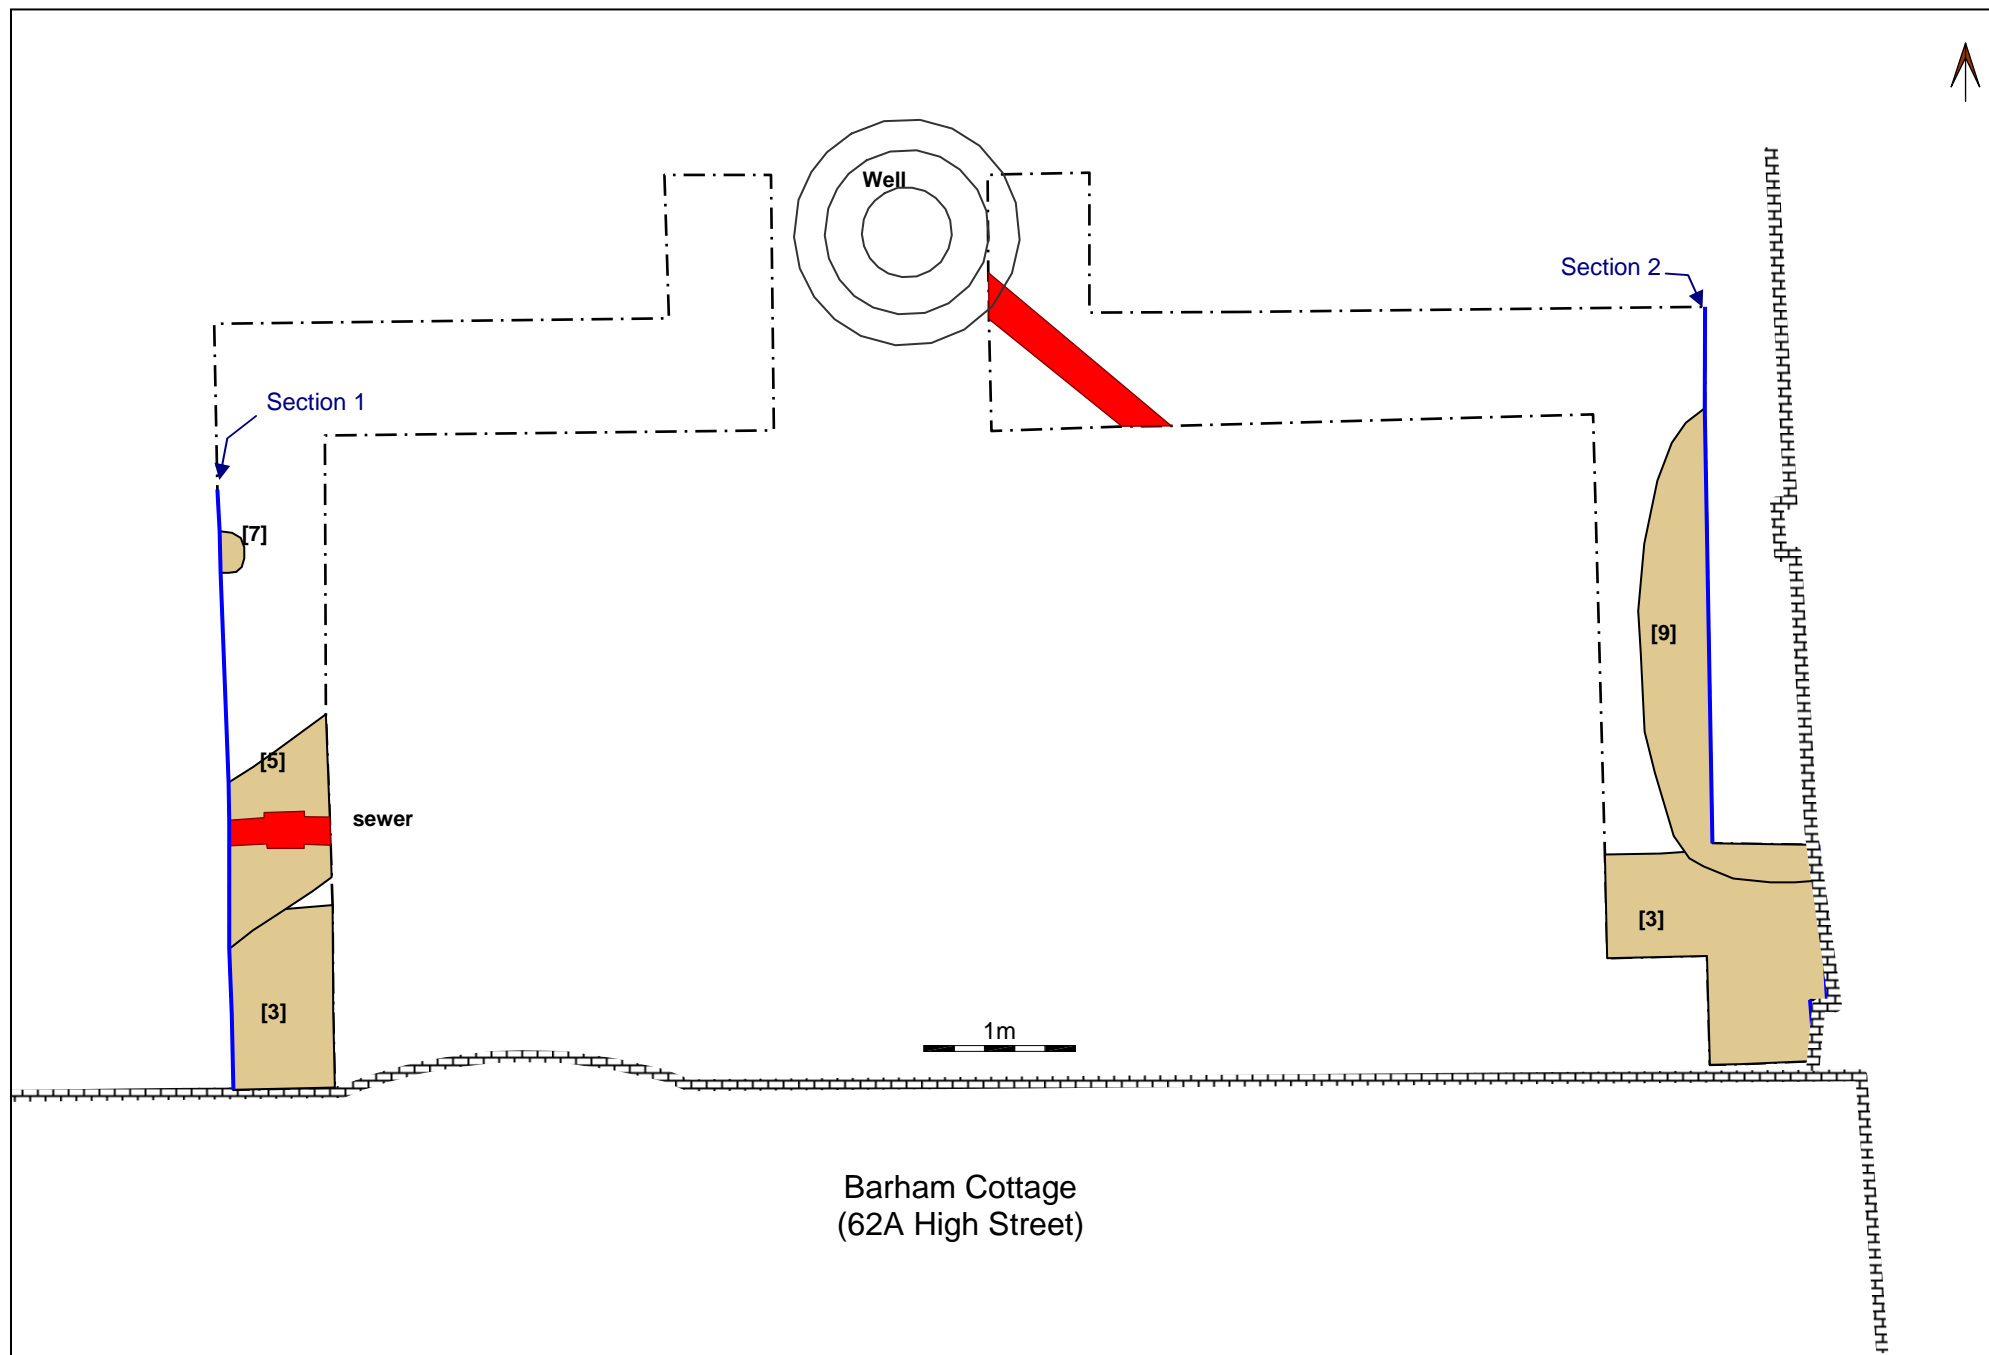 Well
Section 2
Section 1
[7]
[9]
[5]
sewer
[3]
[3]
1m
Barham Cottage
(62A High Street)